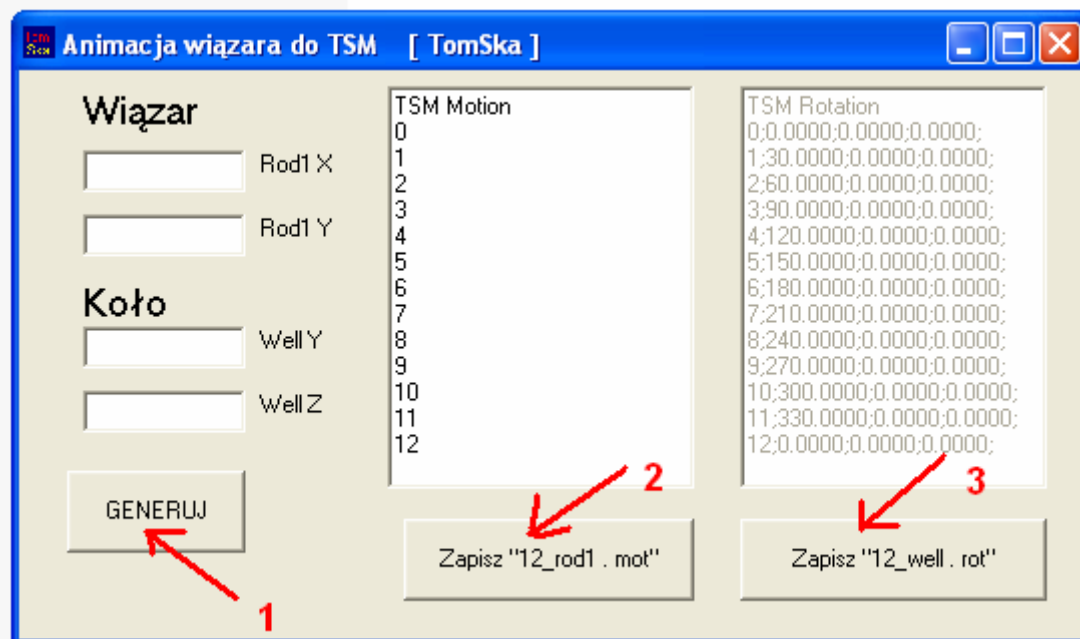 Tom
Ska
Animacja wiązara do TSM [ TomSka ]
Wiązar
Rod1 X
Rod1 Y
Koło
Well Y
Well Z
GENERUJ
1
TSM Motion
0
1
2
3
4
5
6
7
8
9
10
11
12
2
Zapisz "12_rod1 . mot"
TSM Rotation
0;0.0000;0.0000;0.0000;
1;30.0000;0.0000;0.0000;
2;60.0000;0.0000;0.0000;
3;90.0000;0.0000;0.0000;
4;120.0000;0.0000;0.0000;
5;150.0000;0.0000;0.0000;
6;180.0000;0.0000;0.0000;
7;210.0000;0.0000;0.0000;
8;240.0000;0.0000;0.0000;
9;270.0000;0.0000;0.0000;
10;300.0000;0.0000;0.0000;
11;330.0000;0.0000;0.0000;
12;0.0000;0.0000;0.0000;
3
Zapisz "12_well . rot"